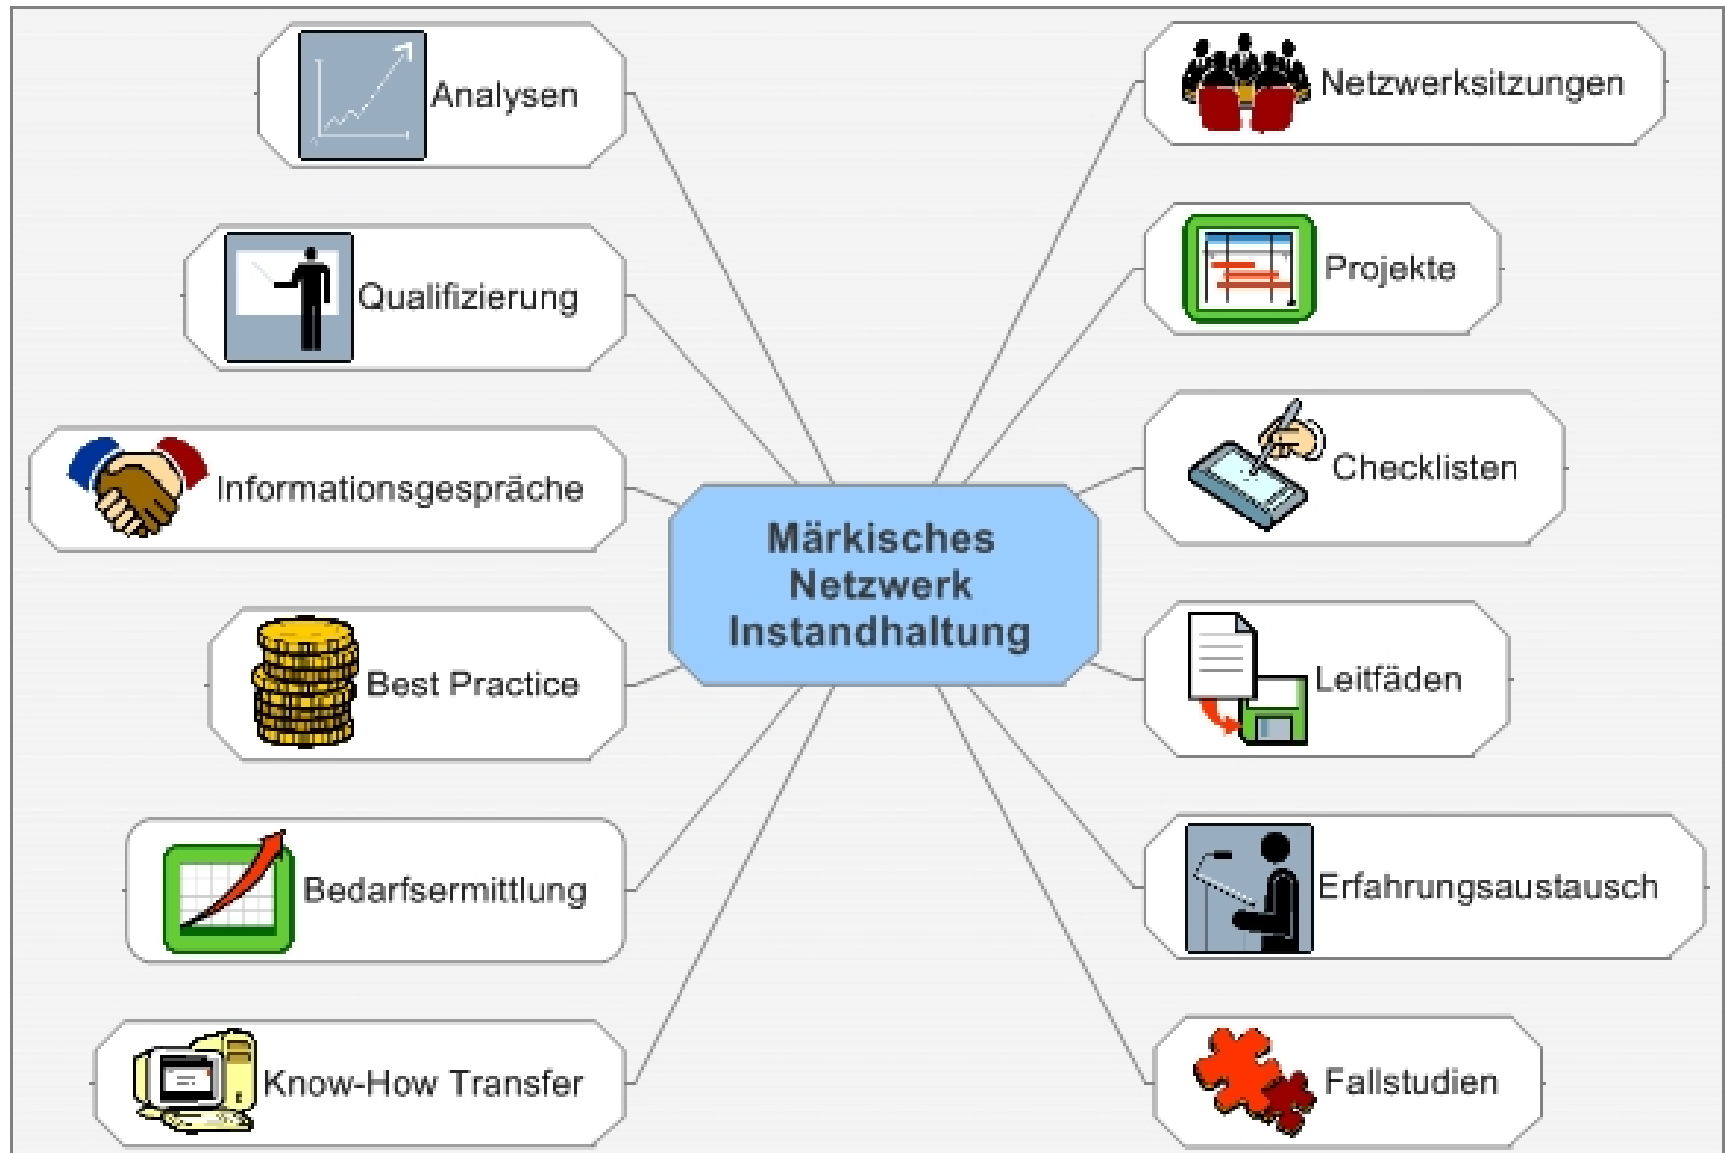 Analysen
Qualifizierung
Informationsgespräche
Best Practice
Bedarfsermittlung
Know-How Transfer
Märkisches
Netzwerk
Instandhaltung
Netzwerksitzungen
Projekte
Checklisten
Leitfäden
Erfahrungsaustausch
Fallstudien